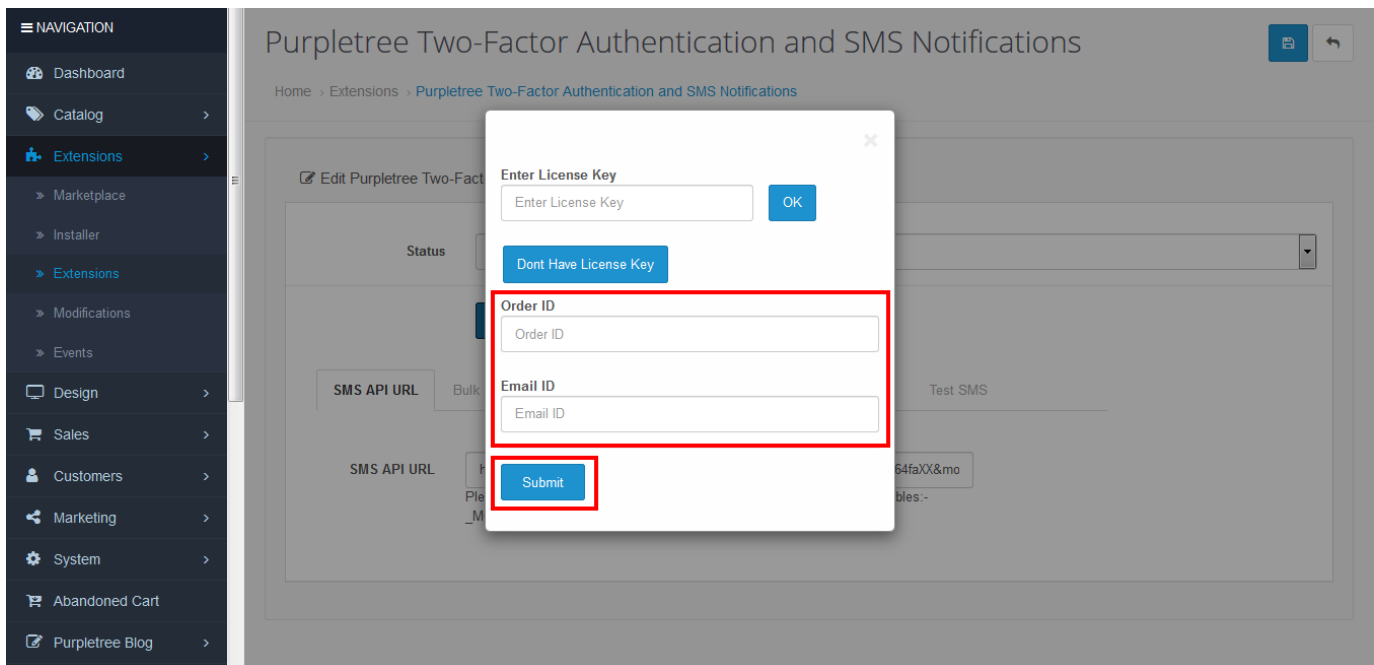 NAVIGATION
Dashboard
Catalog
Extensions
Marketplace
Installer
Extensions
Modifications
Events
Design
Sales
Customers
Marketing
System
Abandoned Cart
Purpletree Blog
Purpletree Two-Factor Authentication and SMS Notifications
Home › Extensions › Purpletree Two-Factor Authentication and SMS Notifications
Edit Purpletree Two-Fact
Status
SMS API URL
Bulk
Test SMS
SMS API URL
64faXX&mo
Ple
bles:-
_M
Enter License Key
Enter License Key
OK
Dont Have License Key
Order ID
Order ID
Email ID
Email ID
Submit